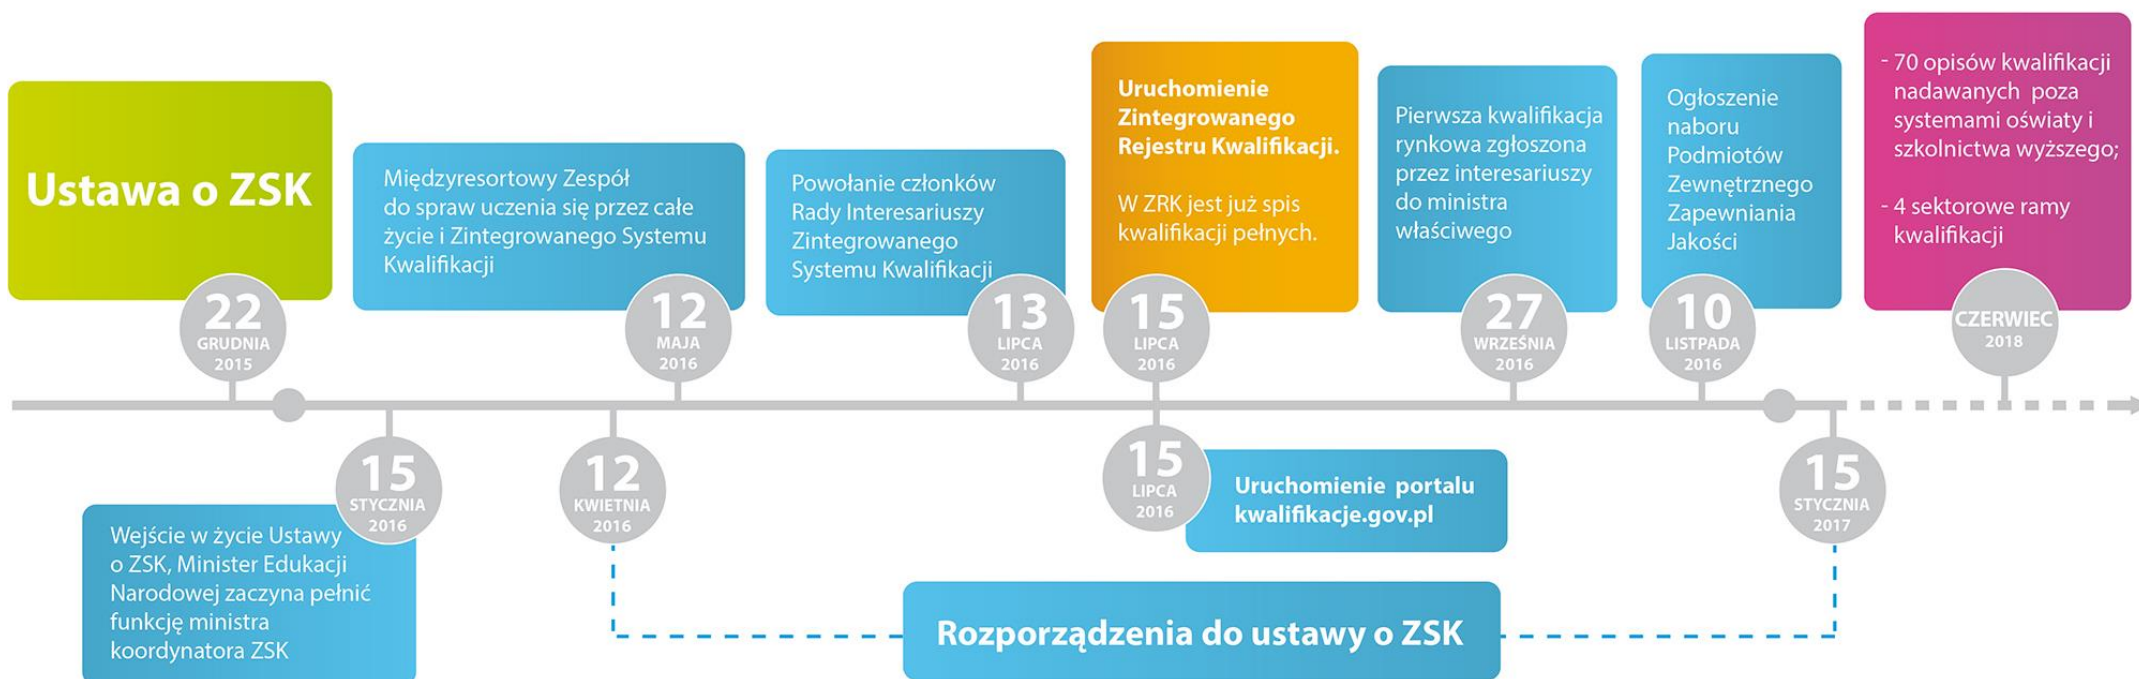 Ustawa o ZSK
22
GRUDNIA
2015
Międzyresortowy Zespół
do spraw uczenia się przez całe
życie i Zintegrowanego Systemu
Kwalifikacji
12
MAJA
2016
Powołanie członków
Rady Interesariuszy
Zintegrowanego
Systemu Kwalifikacji
13
LIPCA
2016
Uruchomienie
Zintegrowanego
Rejestru Kwalifikacji.
W ZRK jest już spis
kwalifikacji pełnych.
15
LIPCA
2016
Pierwsza kwalifikacja
rynkowa zgłoszona
przez interesariuszy
do ministra
właściwego
27
WRZEŚNIA
2016
Ogłoszenie
naboru
Podmiotów
Zewnętrznego
Zapewniania
Jakości
10
LISTPADA
2016
- 70 opisów kwalifikacji
nadawanych poza
systemami oświaty i
szkolnictwa wyższego;
- 4 sektorowe ramy
kwalifikacji
CZERWIEC
2018
15
STYCZNIA
2016
Wejście w życie Ustawy
o ZSK, Minister Edukacji
Narodowej zaczyna pełnić
funkcję ministra
koordynatora ZSK
12
KWIETNIA
2016
15
LIPCA
2016
Uruchomienie portalu
kwalifikacje.gov.pl
15
STYCZNIA
2017
Rozporządzenia do ustawy o ZSK